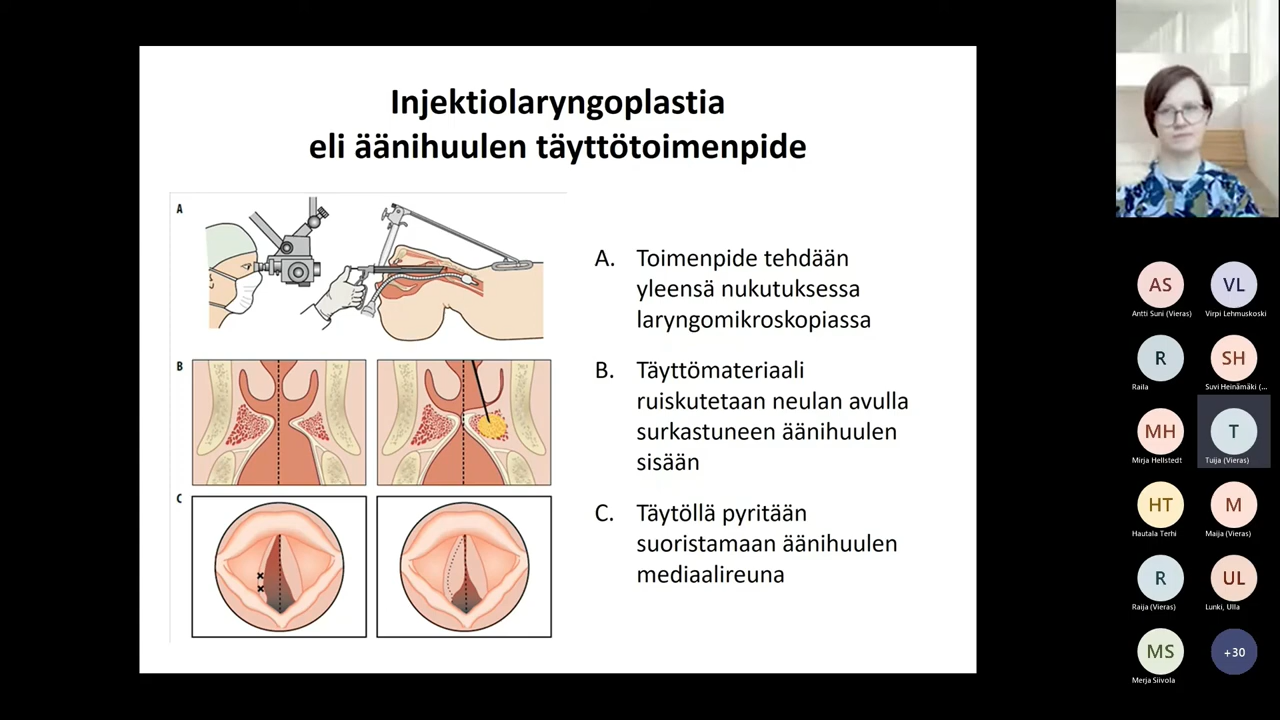 Injektiolaryngoplastia
eli äänihuulen täyttötoimenpide
A
B
C
A. Toimenpide tehdään
yleensä nukutuksessa
laryngomikroskopiassa
B. Täyttömateriaali
ruiskutetaan neulan avulla
surkastuneen äänihuulen
sisään
C. Täytöllä pyritään
suoristamaan äänihuulen
mediaalireuna
AS
Antti Suni (Vieras)
VL
Virpi Lehmuskoski
R
Raila
SH
Suvi Heinämäki (...
MH
Mirja Hellstedt
T
Tuija (Vieras)
HT
Hautala Terhi
M
Maija (Vieras)
R
Raija (Vieras)
UL
Lunki, Ulla
MS
Merja Siivola
+30